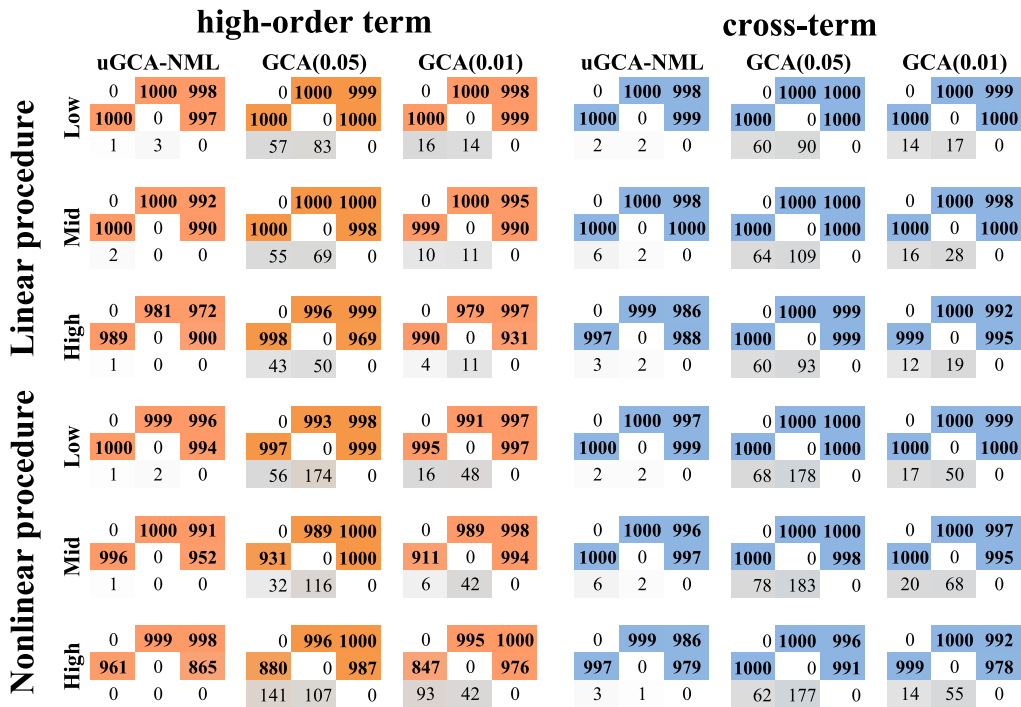 high-order term cross-term
uGCA-NML GCA(0.05) GCA(0.01) uGCA-NML GCA(0.05) GCA(0.01)
Linear procedure
Low
0 1000 998 0 1000 999 0 1000 998 0 1000 998 0 1000 1000 0 1000 999
1000 0 997 1000 0 1000 1000 0 999 1000 0 999 1000 0 1000 1000 0 1000
1 3 0 57 83 0 16 14 0 2 2 0 60 90 0 14 17 0
Mid
0 1000 992 0 1000 1000 0 1000 995 0 1000 998 0 1000 1000 0 1000 998
1000 0 990 1000 0 998 999 0 990 1000 0 1000 1000 0 1000 1000 0 1000
2 0 0 55 69 0 10 11 0 6 2 0 64 109 0 16 28 0
High
0 981 972 0 996 999 0 979 997 0 999 986 0 1000 999 0 1000 992
989 0 900 998 0 969 990 0 931 997 0 988 1000 0 999 999 0 995
1 0 0 43 50 0 4 11 0 3 2 0 60 93 0 12 19 0
Nonlinear procedure
Low
0 999 996 0 993 998 0 991 997 0 1000 997 0 1000 1000 0 1000 999
1000 0 994 997 0 999 995 0 997 1000 0 999 1000 0 1000 1000 0 1000
1 2 0 56 174 0 16 48 0 2 2 0 68 178 0 17 50 0
Mid
0 1000 991 0 989 1000 0 989 998 0 1000 996 0 1000 1000 0 1000 997
996 0 952 931 0 1000 911 0 994 1000 0 997 1000 0 998 1000 0 995
1 0 0 32 116 0 6 42 0 6 2 0 78 183 0 20 68 0
High
0 999 998 0 996 1000 0 995 1000 0 999 986 0 1000 996 0 1000 992
961 0 865 880 0 987 847 0 976 997 0 979 1000 0 991 999 0 978
0 0 0 141 107 0 93 42 0 3 1 0 62 177 0 14 55 0